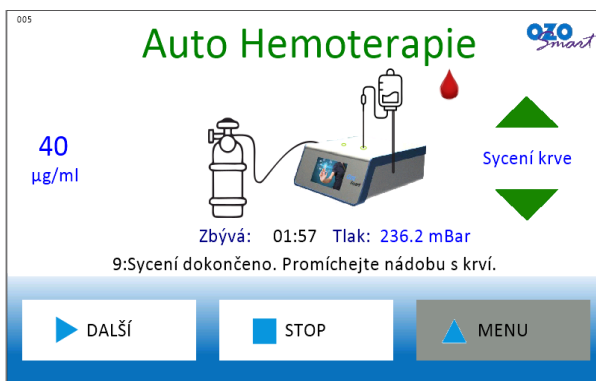 005
Auto Hemoterapie
OZO
Smart
40
µg/ml
Sycení krve
Zbývá: 01:57 Tlak: 236.2 mBar
9:Sycení dokončeno. Promíchejte nádobu s krví.
DALŠÍ
STOP
MENU